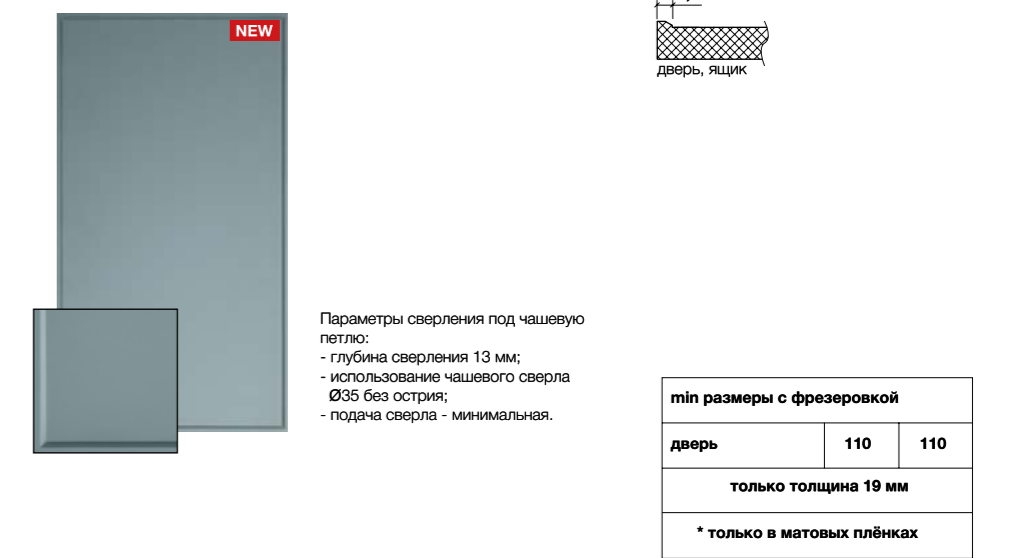 NEW
дверь, ящик
Параметры сверления под чашевую
петлю:
- глубина сверления 13 мм;
- использование чашевого сверла
Ø35 без острия;
- подача сверла - минимальная.
min размеры с фрезеровкой
дверь 110 110
только толщина 19 мм
* только в матовых плёнках